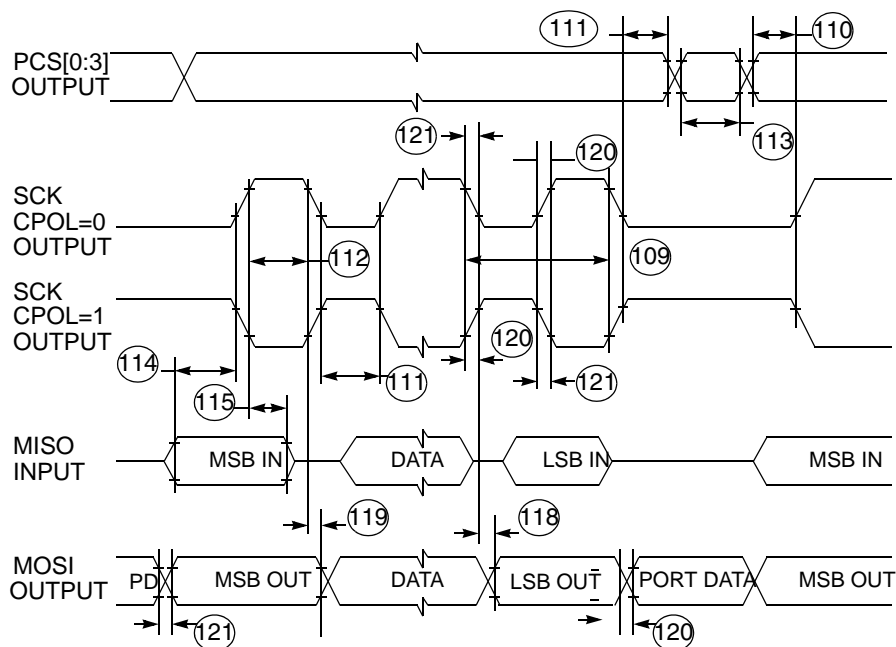 111
110
PCS[0:3]
OUTPUT
113
121
120
SCK
CPOL=0
OUTPUT
112
109
SCK
CPOL=1
OUTPUT
114
120
111
121
115
MISO
INPUT
MSB IN
DATA
LSB IN
MSB IN
119
118
MOSI
OUTPUT
PD
MSB OUT
DATA
LSB OUT
PORT DATA
MSB OUT
121
120